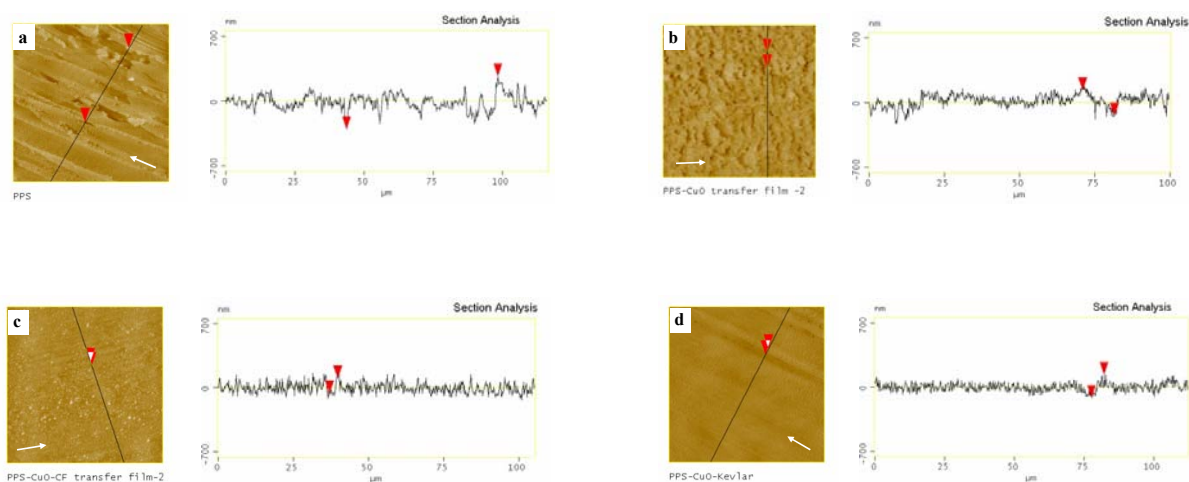 a
nm
Section Analysis
700
0
-700
0 25 50 75 100
µm
PPS
b
nm
Section Analysis
700
0
-700
0 25 50 75 100
µm
PPS-CuO transfer film -2
c
nm
Section Analysis
700
0
-700
0 25 50 75 100
µm
PPS-CuO-CF transfer film-2
d
nm
Section Analysis
700
0
-700
0 25 50 75 100
µm
PPS-CuO-Kevlar